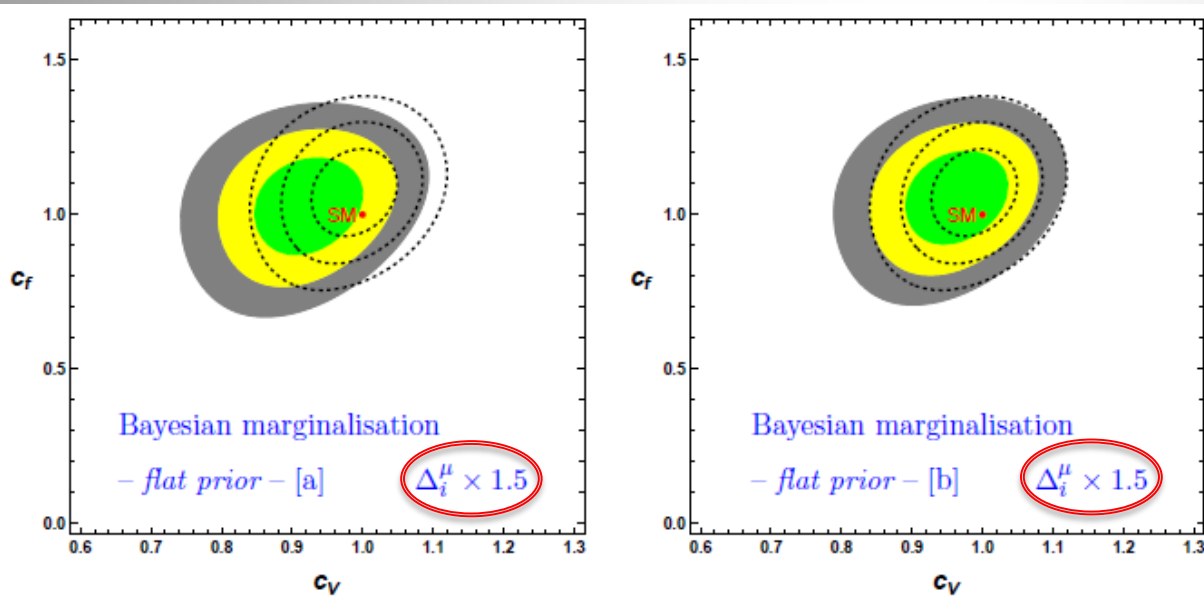 1.5
1.0
0.5
0.0
c_f
SM
Bayesian marginalisation
– flat prior – [a] Δ_i^μ × 1.5
0.6 0.7 0.8 0.9 1.0 1.1 1.2 1.3
c_V
1.5
1.0
0.5
0.0
c_f
SM
Bayesian marginalisation
– flat prior – [b] Δ_i^μ × 1.5
0.6 0.7 0.8 0.9 1.0 1.1 1.2 1.3
c_V